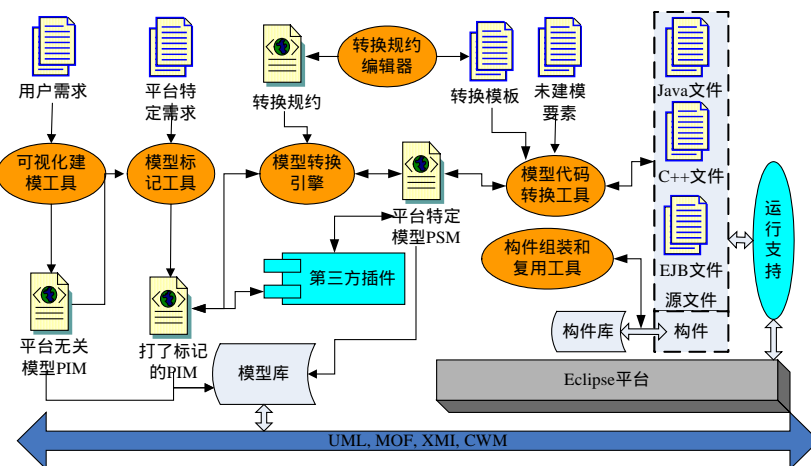 转换规约
编辑器
用户需求
平台特
定需求
转换规约
转换模板
未建模
要素
Java文件
可视化建
模工具
模型标
记工具
模型转换
引擎
模型代码
转换工具
C++文件
平台特定
模型PSM
运行支持
构件组装和
复用工具
EJB文件
第三方插件
源文件
平台无关
模型PIM
打了标记
的PIM
模型库
构件库
构件
Eclipse平台
UML, MOF, XMI, CWM